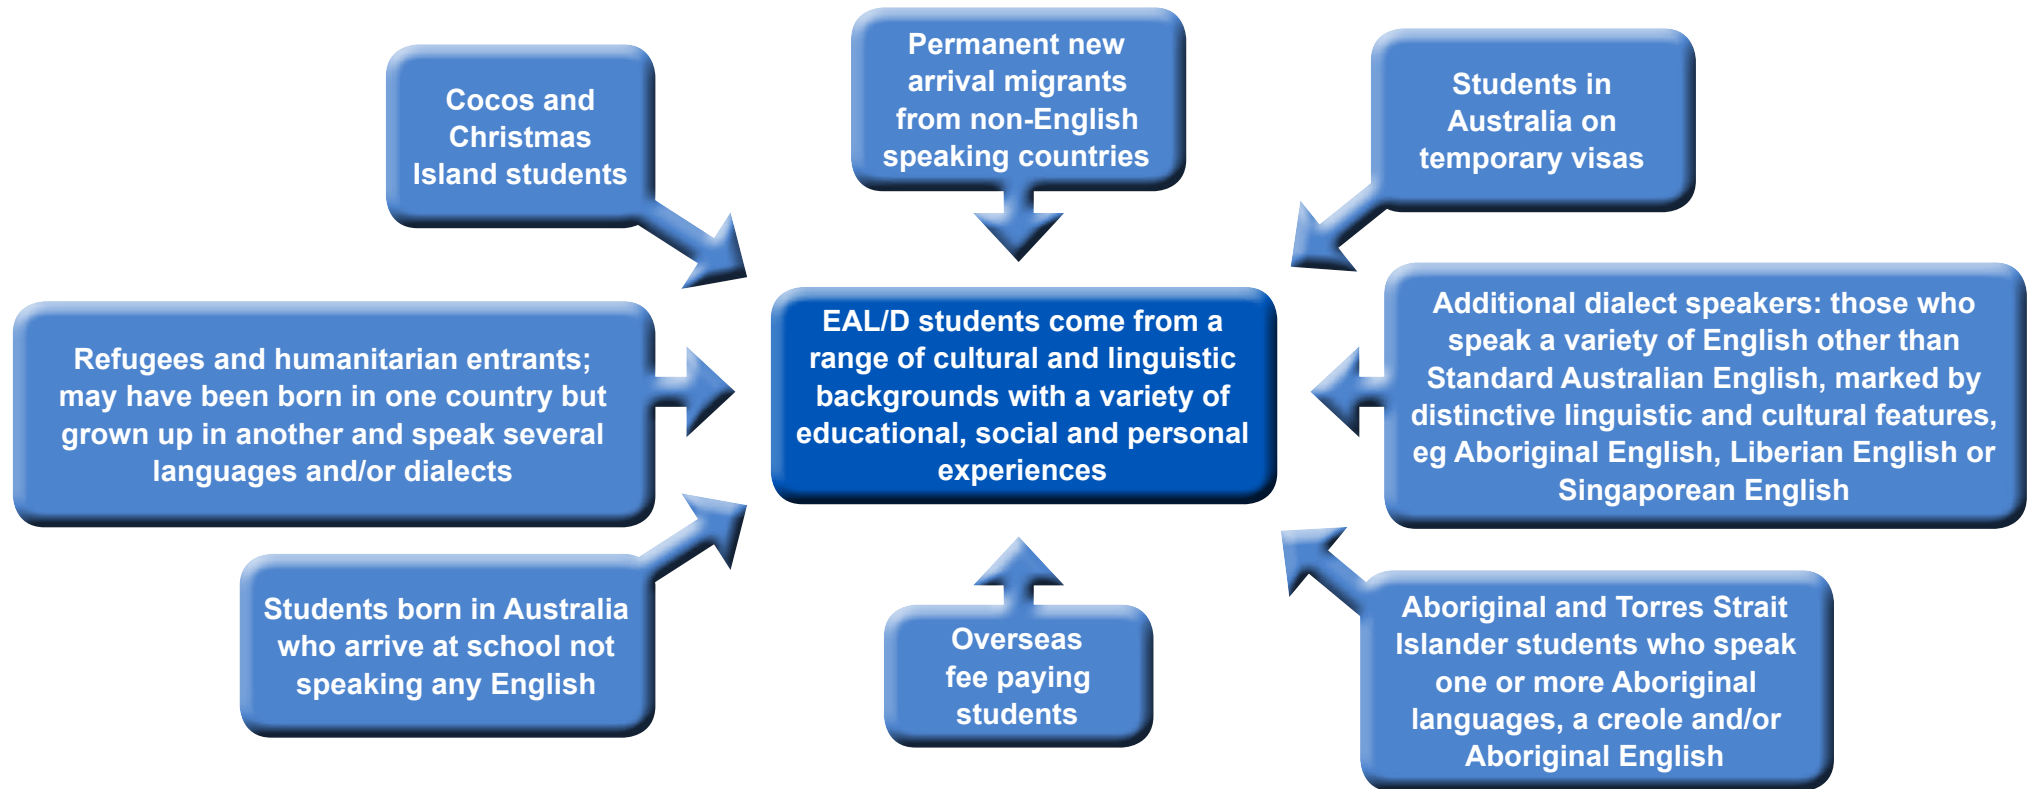 Cocos and
Christmas
Island students
Permanent new
arrival migrants
from non-English
speaking countries
Students in
Australia on
temporary visas
Refugees and humanitarian entrants;
may have been born in one country but
grown up in another and speak several
languages and/or dialects
EAL/D students come from a
range of cultural and linguistic
backgrounds with a variety of
educational, social and personal
experiences
Additional dialect speakers: those who
speak a variety of English other than
Standard Australian English, marked by
distinctive linguistic and cultural features,
eg Aboriginal English, Liberian English or
Singaporean English
Students born in Australia
who arrive at school not
speaking any English
Overseas
fee paying
students
Aboriginal and Torres Strait
Islander students who speak
one or more Aboriginal
languages, a creole and/or
Aboriginal English